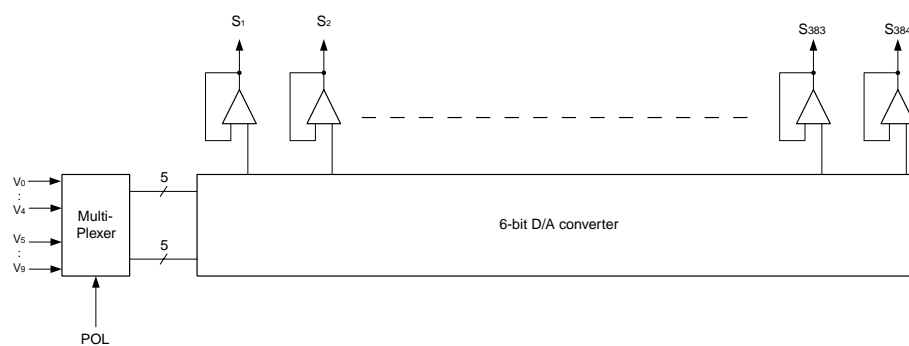 S1 S2 S383 S384
V0
:
V4
V5
:
V9
Multi-
Plexer
5
5
6-bit D/A converter
POL